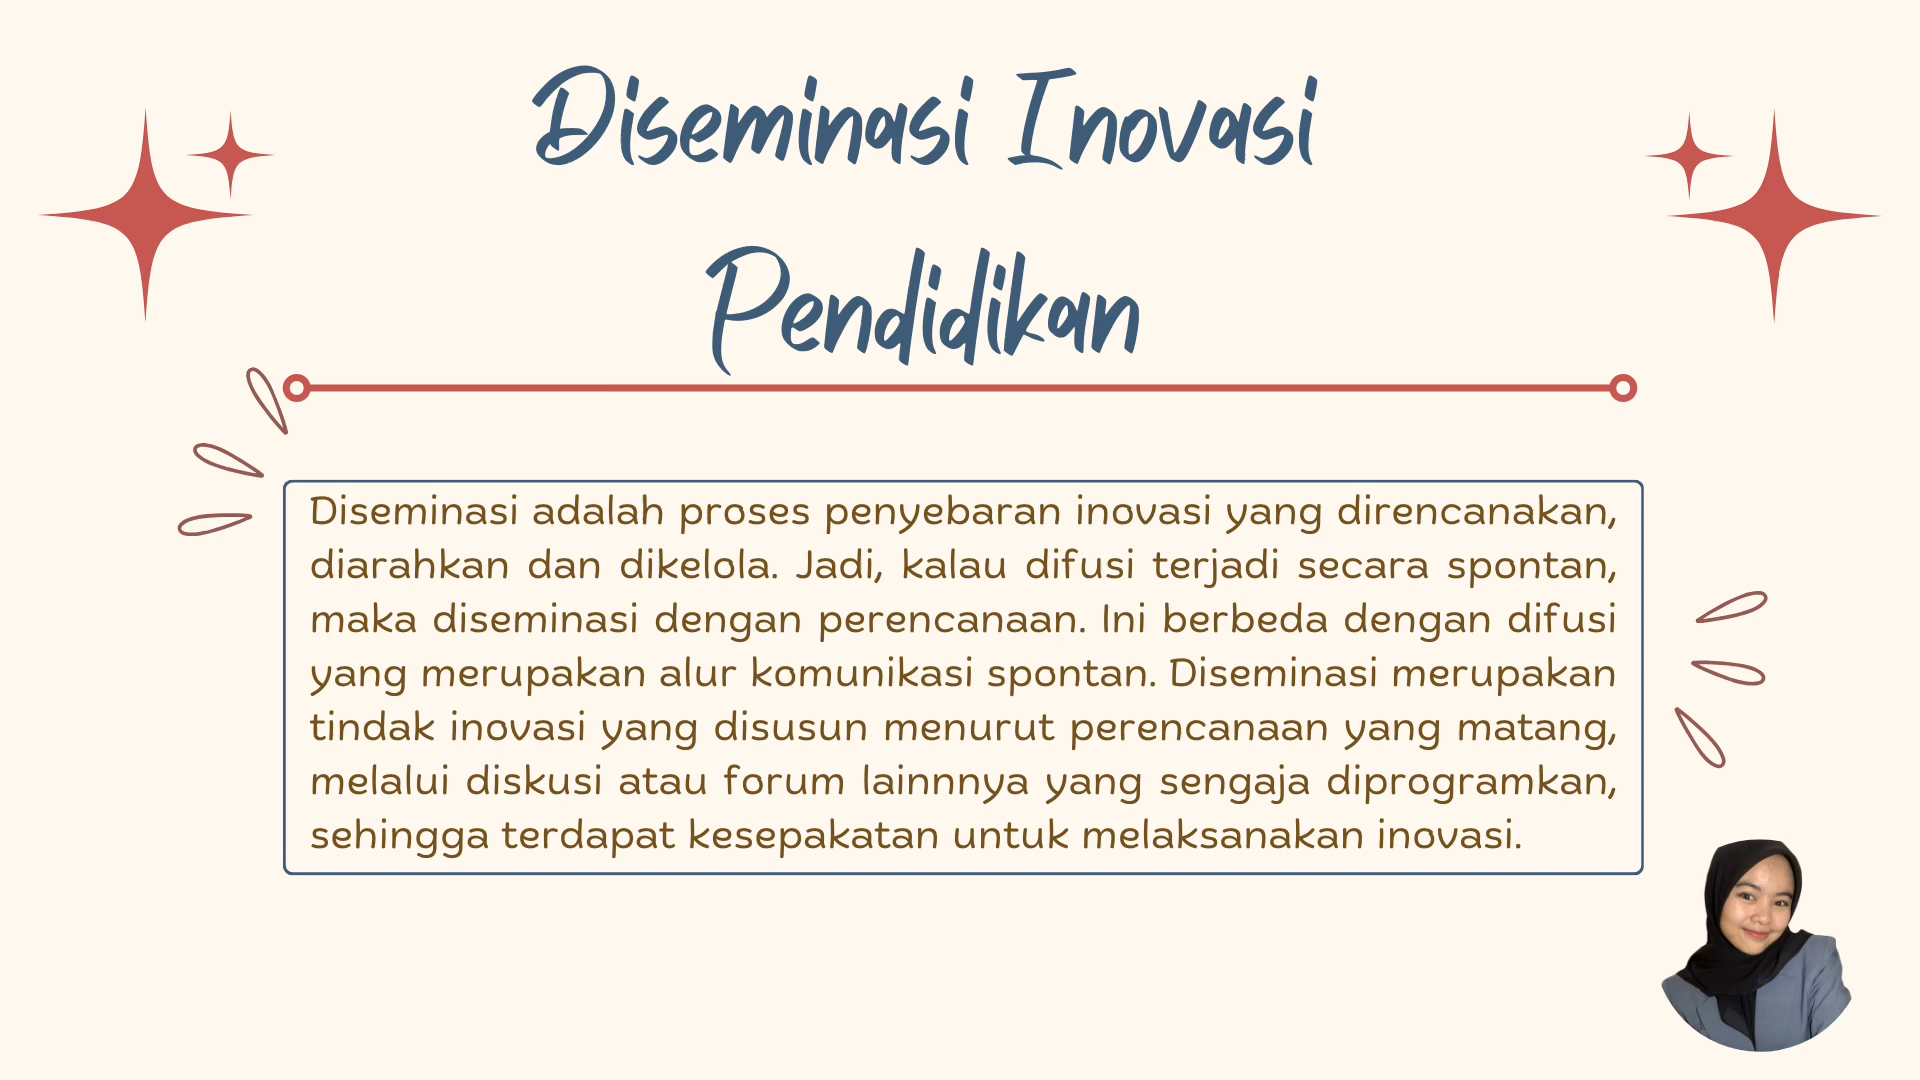 Diseminasi Inovasi
Pendidikan
Diseminasi adalah proses penyebaran inovasi yang direncanakan,
diarahkan dan dikelola. Jadi, kalau difusi terjadi secara spontan,
maka diseminasi dengan perencanaan. Ini berbeda dengan difusi
yang merupakan alur komunikasi spontan. Diseminasi merupakan
tindak inovasi yang disusun menurut perencanaan yang matang,
melalui diskusi atau forum lainnnya yang sengaja diprogramkan,
sehingga terdapat kesepakatan untuk melaksanakan inovasi.